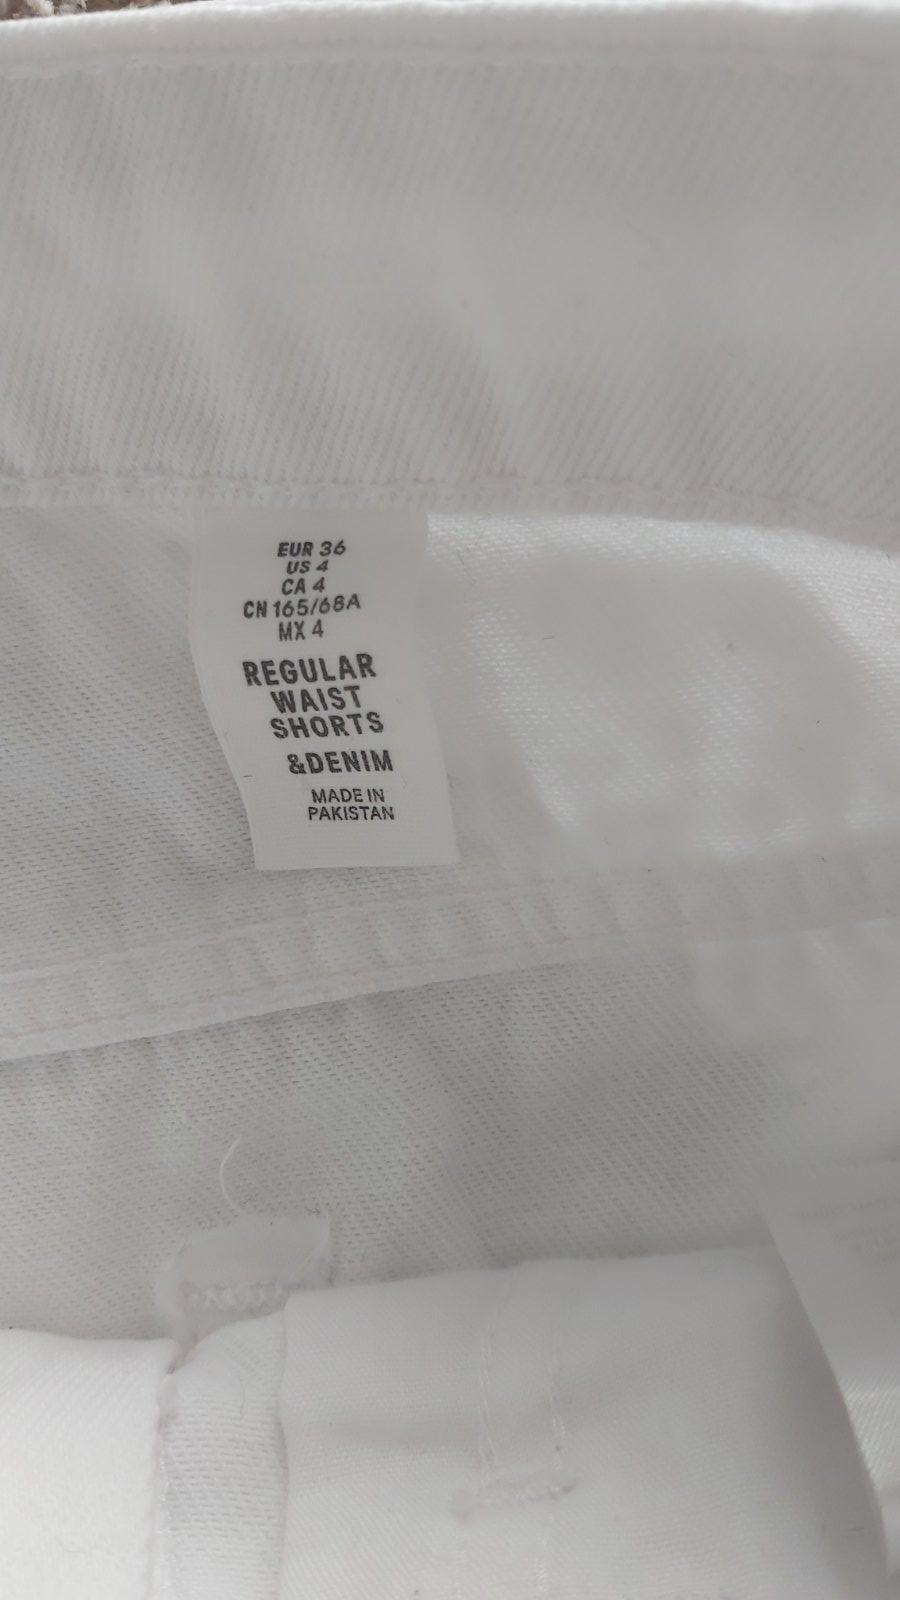 EUR 36
US 4
CA 4
CN 165/68A
MX 4
REGULAR
WAIST
SHORTS
&DENIM
MADE IN
PAKISTAN